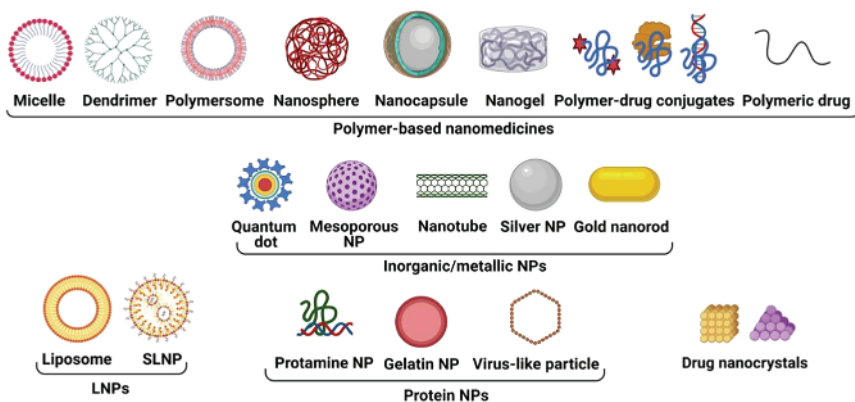 Micelle Dendrimer Polymersome Nanosphere Nanocapsule Nanogel Polymer-drug conjugates Polymeric drug
Polymer-based nanomedicines
Quantum dot Mesoporous NP Nanotube Silver NP Gold nanorod
Inorganic/metallic NPs
Liposome SLNP Protamine NP Gelatin NP Virus-like particle Drug nanocrystals
LNPs Protein NPs